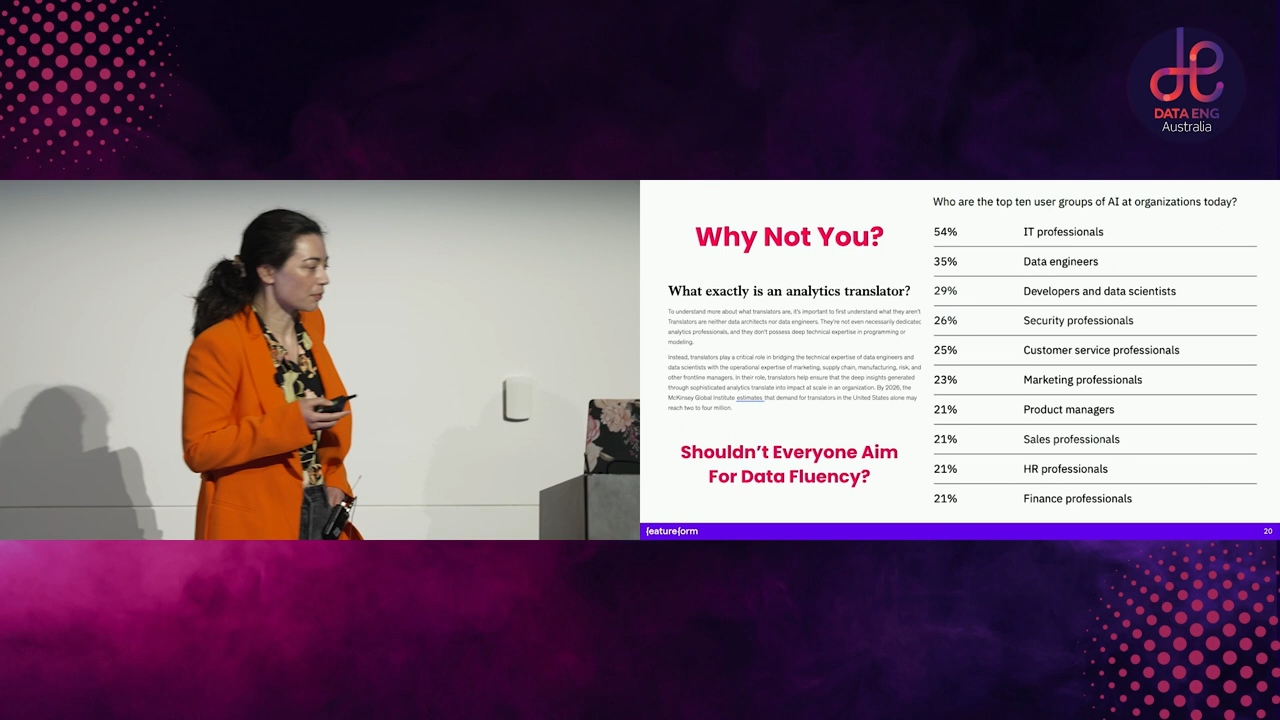 DATA ENG
Australia
Why Not You?
What exactly is an analytics translator?
To understand more about what translators are, it's important to first understand what they aren't
Translators are neither data architects nor data engineers. They're not even necessarily dedicated
analytics professionals, and they don't possess deep technical expertise in programming or
modeling.
Instead, translators play a critical role in bridging the technical expertise of data engineers and
data scientists with the operational expertise of marketing, supply chain, manufacturing, risk, and
other frontline managers. In their role, translators help ensure that the deep insights generated
through sophisticated analytics translate into impact at scale in an organization. By 2026, the
McKinsey Global Institute estimates that demand for translators in the United States alone may
reach two to four million.
Shouldn't Everyone Aim
For Data Fluency?
Who are the top ten user groups of AI at organizations today?
54% IT professionals
35% Data engineers
29% Developers and data scientists
26% Security professionals
25% Customer service professionals
23% Marketing professionals
21% Product managers
21% Sales professionals
21% HR professionals
21% Finance professionals
featureform
20